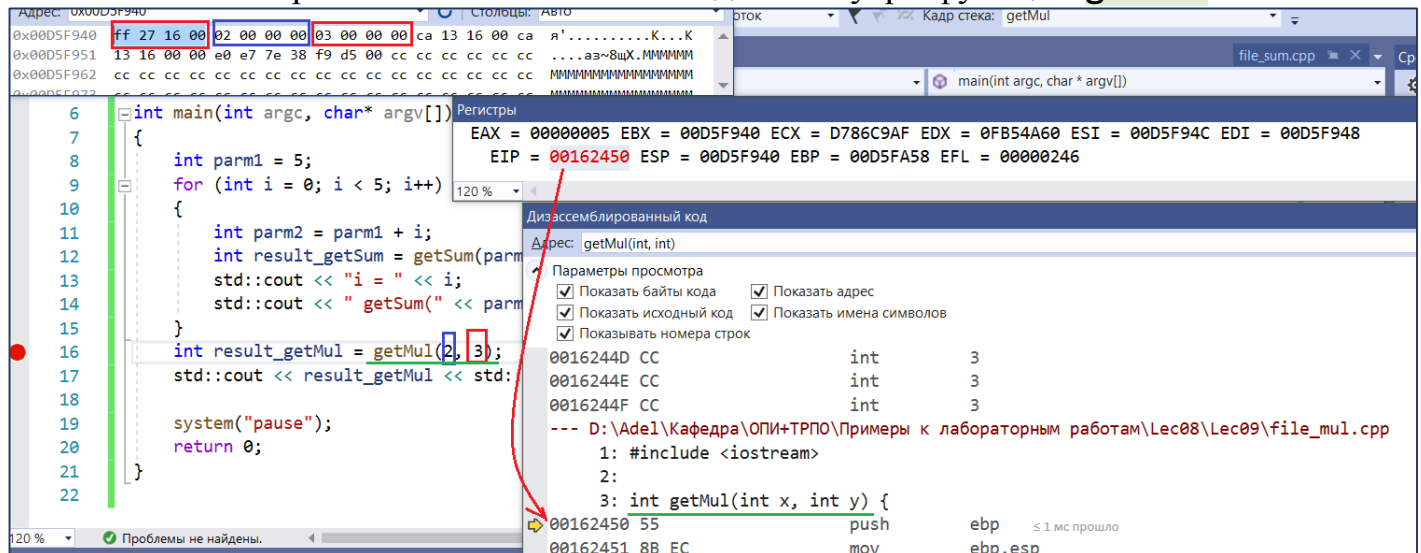 Адрес: 0x00D5F940 Столбцы: Авто
0x00D5F940 ff 27 16 00 02 00 00 00 03 00 00 00 ca 13 16 00 ca я'..........К...К
0x00D5F951 13 16 00 00 e0 e7 7e 38 f9 d5 00 cc cc cc cc cc cc ....аз~8щХ.ММММММ
0x00D5F962 cc cc cc cc cc cc cc cc cc cc cc cc cc cc cc cc cc МММММММММММММММММ
оток Кадр стека: getMul
file_sum.cpp
main(int argc, char * argv[])
6 int main(int argc, char* argv[])
7 {
8 int parm1 = 5;
9 for (int i = 0; i < 5; i++)
10 {
11 int parm2 = parm1 + i;
12 int result_getSum = getSum(parm
13 std::cout << "i = " << i;
14 std::cout << " getSum(" << parm
15 }
16 int result_getMul = getMul(2, 3);
17 std::cout << result_getMul << std:
18
19 system("pause");
20 return 0;
21 }
22
120 % Проблемы не найдены.
Регистры
EAX = 00000005 EBX = 00D5F940 ECX = D786C9AF EDX = 0FB54A60 ESI = 00D5F94C EDI = 00D5F948
EIP = 00162450 ESP = 00D5F940 EBP = 00D5FA58 EFL = 00000246
120 %
Дизассемблированный код
Адрес: getMul(int, int)
Параметры просмотра
Показать байты кода Показать адрес
Показать исходный код Показать имена символов
Показывать номера строк
0016244D CC int 3
0016244E CC int 3
0016244F CC int 3
--- D:\Adel\Кафедра\ОПИ+ТРПО\Примеры к лабораторным работам\Lec08\Lec09\file_mul.cpp
1: #include <iostream>
2:
3: int getMul(int x, int y) {
00162450 55 push ebp ≤ 1 мс прошло
00162451 8B EC mov ebp,esp